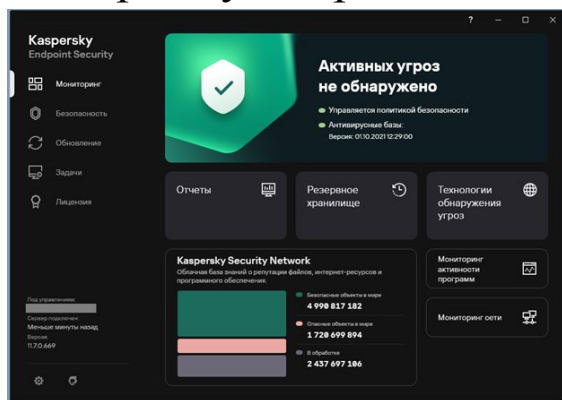 Kaspersky
Endpoint Security
Мониторинг
Безопасность
Обновление
Задачи
Лицензия
Под управлением:
Сервер подключен:
Меньше минуты назад
Версия:
11.7.0.669
?
Активных угроз
не обнаружено
Управляется политикой безопасности
Антивирусные базы:
Версия: 01.10.2021 12:29:00
Отчеты
Резервное
хранилище
Технологии
обнаружения
угроз
Kaspersky Security Network
Облачная база знаний о репутации файлов, интернет-ресурсов и
программного обеспечения.
Безопасные объекты в мире
4 990 817 182
Опасные объекты в мире
1 720 699 894
В обработке
2 437 697 106
Мониторинг
активности
программ
Мониторинг сети